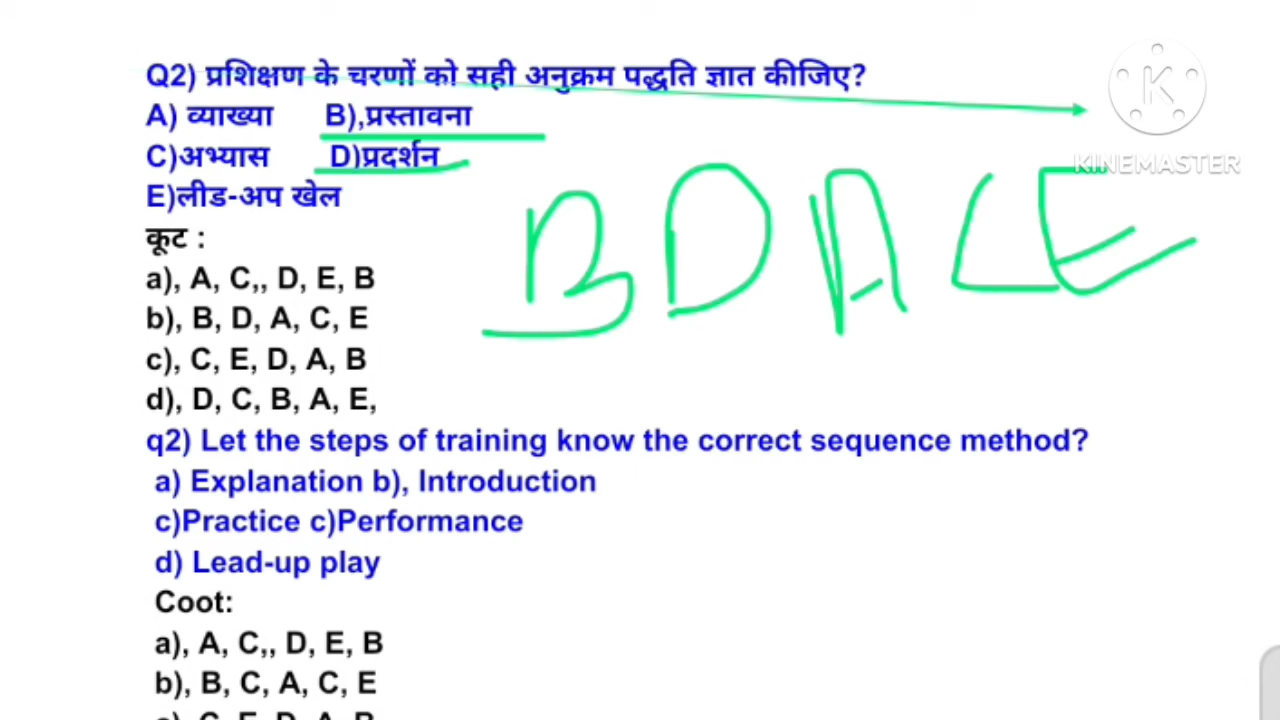 Q2) प्रशिक्षण के चरणों को सही अनुक्रम पद्धति ज्ञात कीजिए?
K
KINEMASTER
A) व्याख्या B),प्रस्तावना
C)अभ्यास D)प्रदर्शन
E)लीड-अप खेल
B D A C E
कूट :
a), A, C,, D, E, B
b), B, D, A, C, E
c), C, E, D, A, B
d), D, C, B, A, E,
q2) Let the steps of training know the correct sequence method?
a) Explanation b), Introduction
c)Practice c)Performance
d) Lead-up play
Coot:
a), A, C,, D, E, B
b), B, C, A, C, E